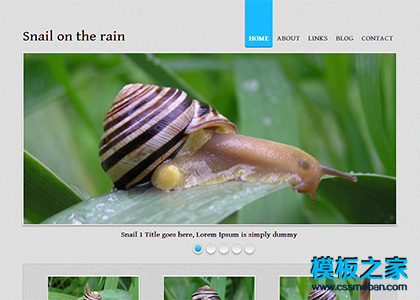 Snail on the rain
HOME ABOUT LINKS BLOG CONTACT
Snail 1 Title goes here, Lorem Ipsum is simply dummy
模板之家
www.cssmoban.com